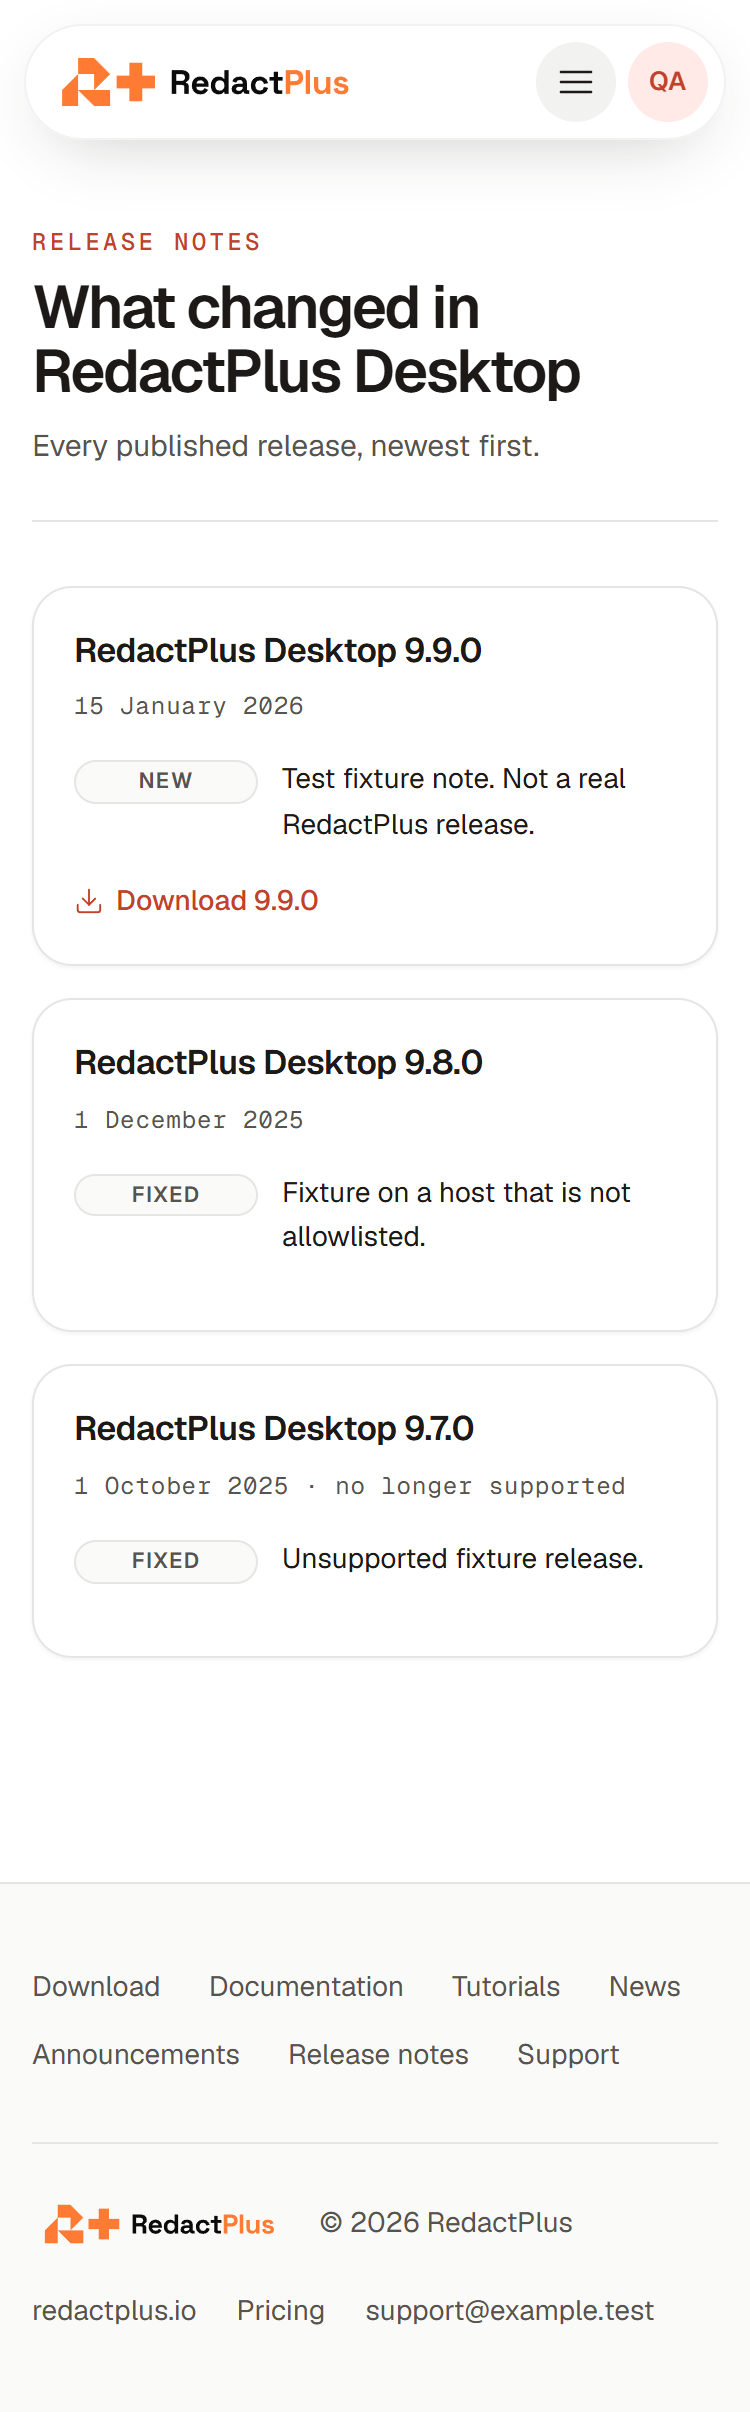 RedactPlus
QA
RELEASE NOTES
What changed in
RedactPlus Desktop
Every published release, newest first.
RedactPlus Desktop 9.9.0
15 January 2026
NEW
Test fixture note. Not a real
RedactPlus release.
Download 9.9.0
RedactPlus Desktop 9.8.0
1 December 2025
FIXED
Fixture on a host that is not
allowlisted.
RedactPlus Desktop 9.7.0
1 October 2025 · no longer supported
FIXED
Unsupported fixture release.
Download Documentation Tutorials News
Announcements Release notes Support
RedactPlus © 2026 RedactPlus
redactplus.io Pricing support@example.test